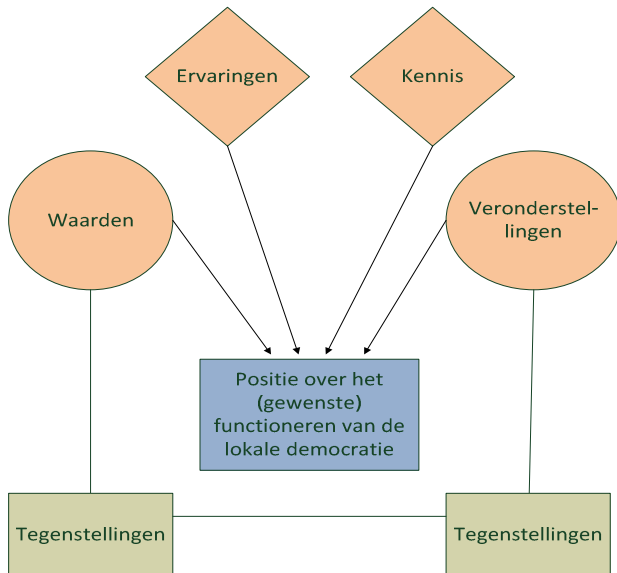 Ervaringen
Kennis
Waarden
Veronderstel-
lingen
Positie over het
(gewenste)
functioneren van de
lokale democratie
Tegenstellingen
Tegenstellingen